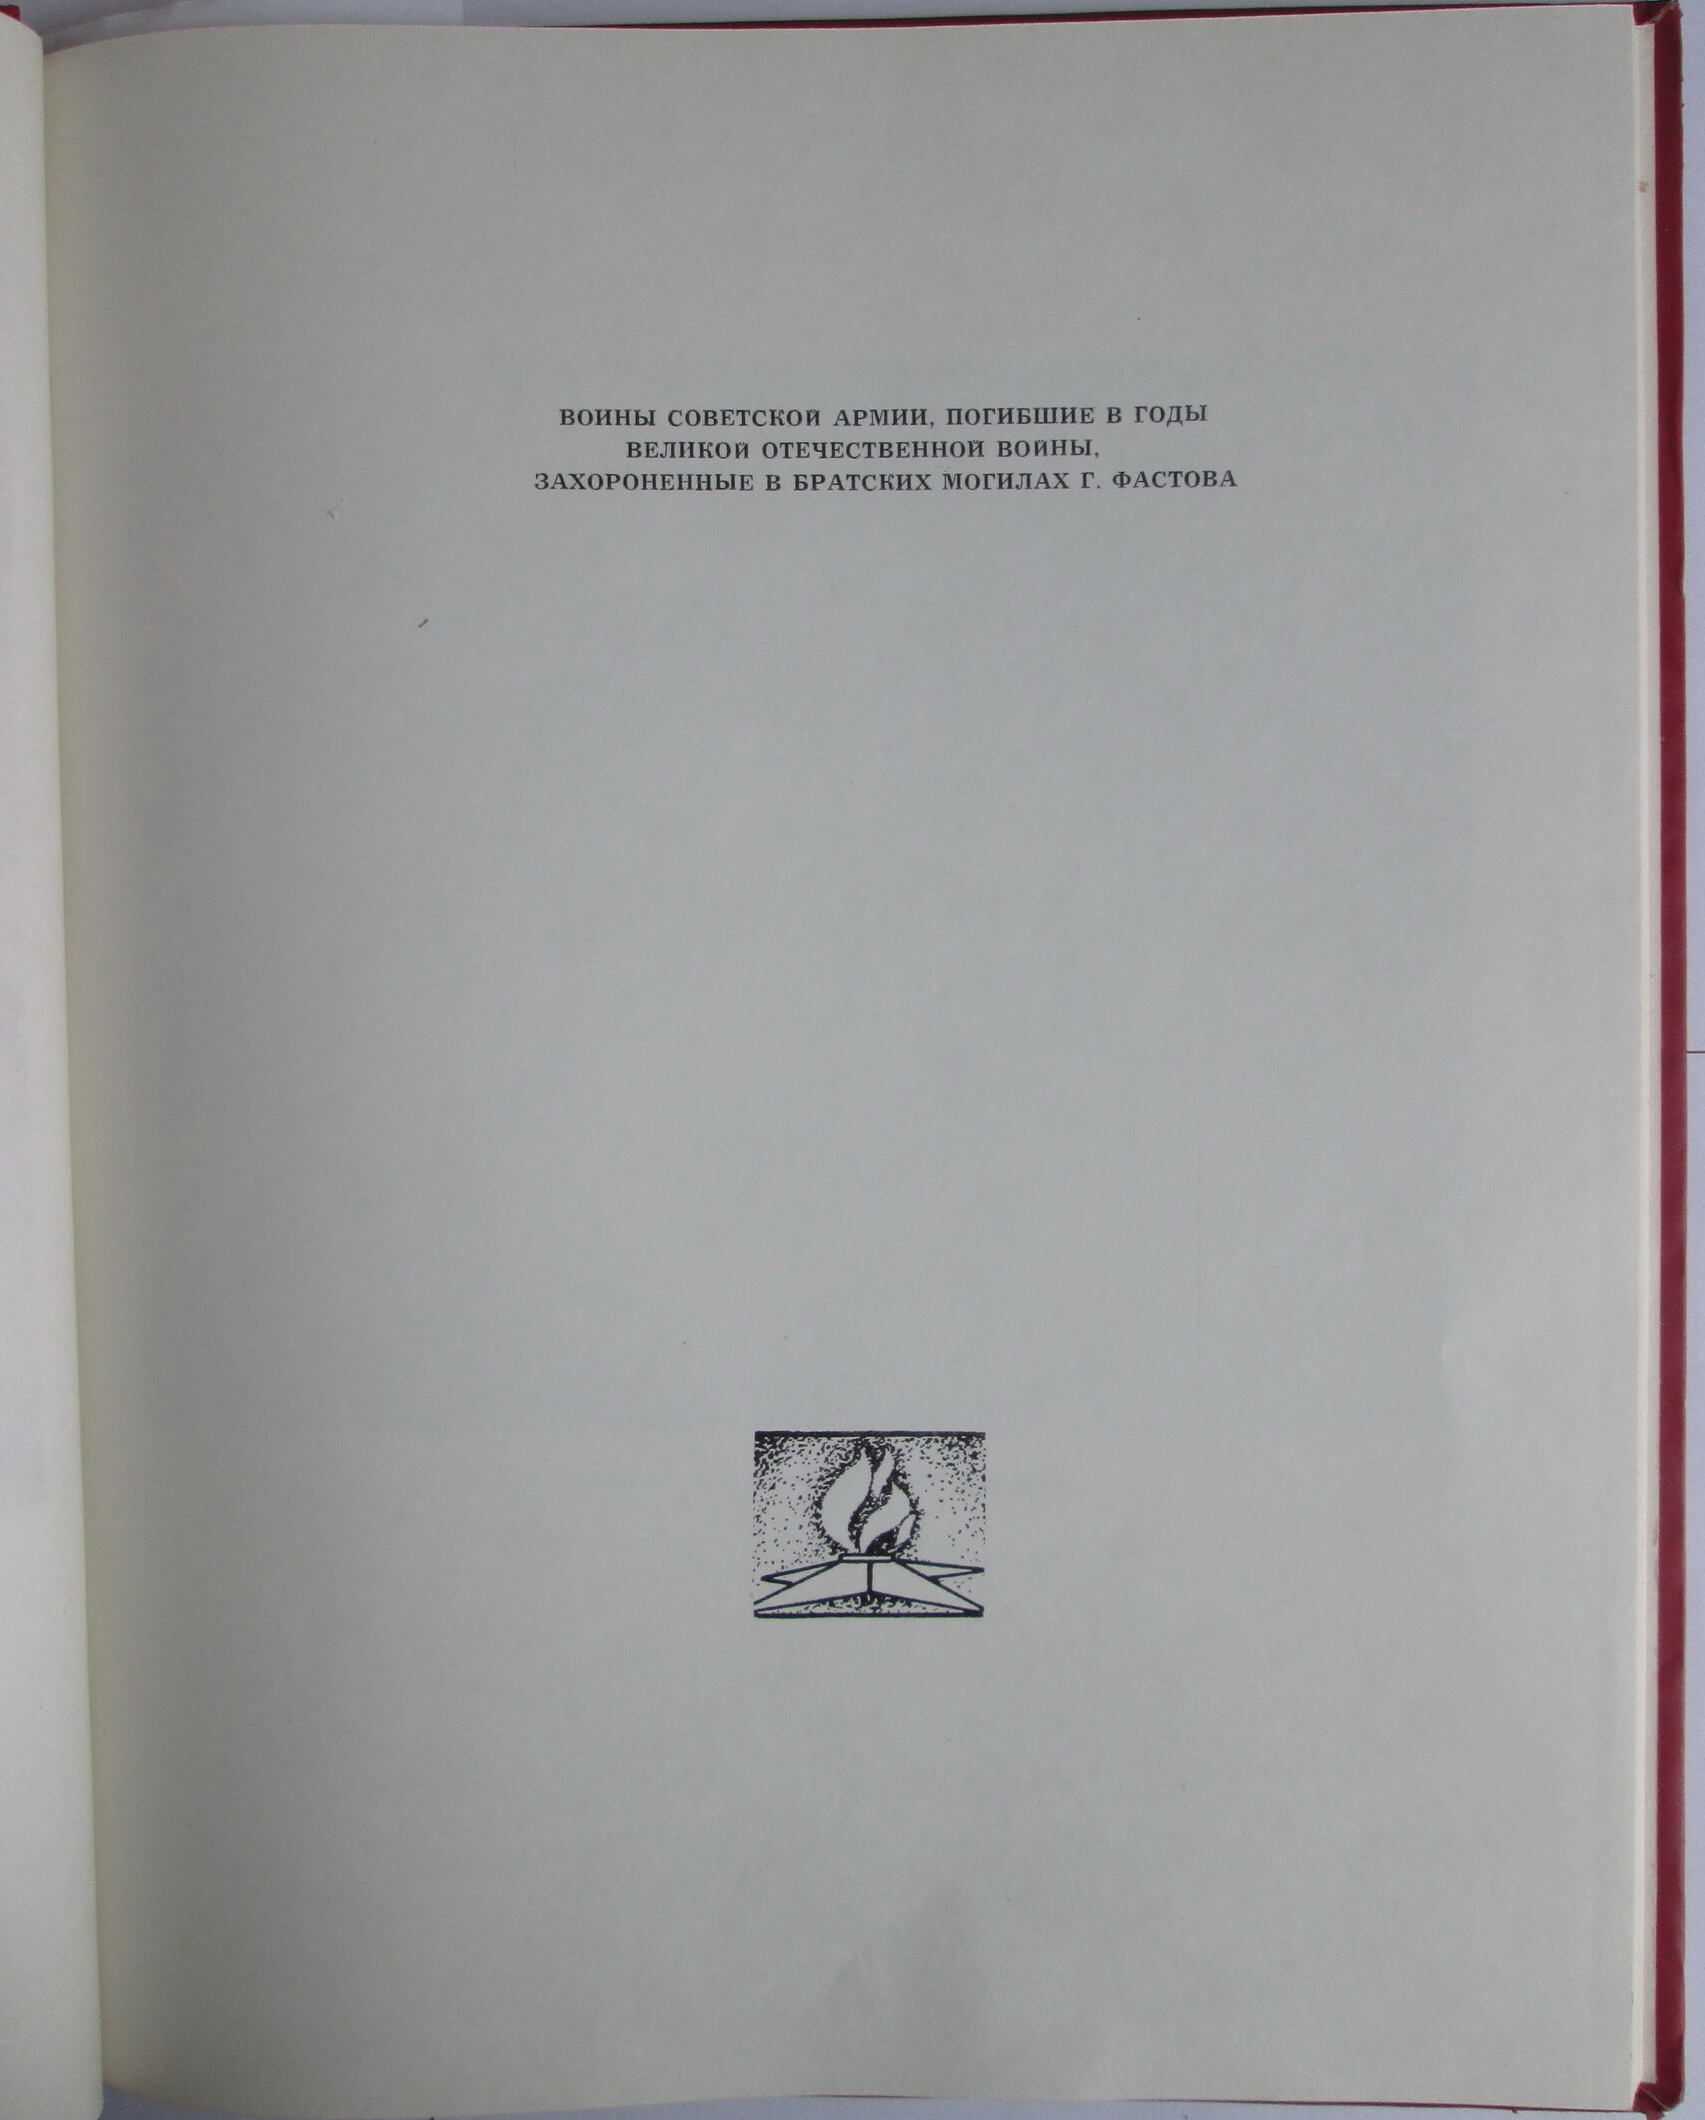 ВОИНЫ СОВЕТСКОЙ АРМИИ, ПОГИБШИЕ В ГОДЫ
ВЕЛИКОЙ ОТЕЧЕСТВЕННОЙ ВОЙНЫ,
ЗАХОРОНЕННЫЕ В БРАТСКИХ МОГИЛАХ Г. ФАСТОВА